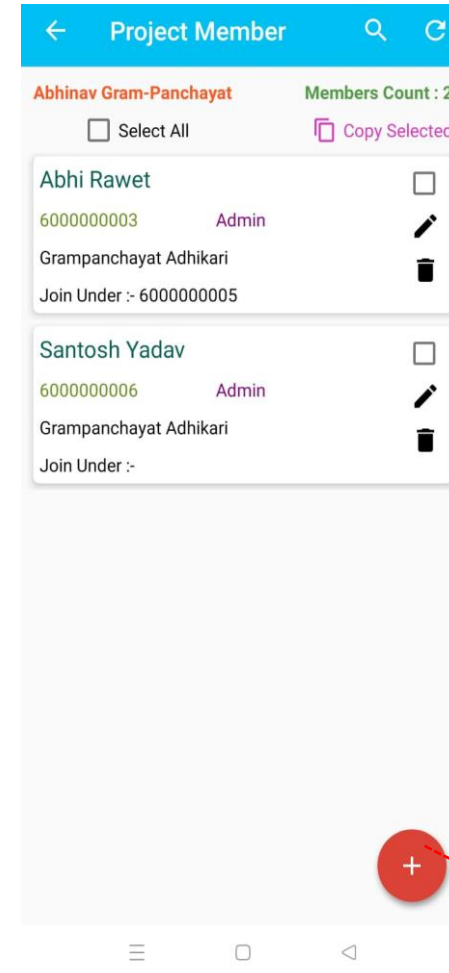 Project Member
Abhinav Gram-Panchayat Members Count : 2
Select All Copy Selected
Abhi Rawet
6000000003 Admin
Grampanchayat Adhikari
Join Under :- 6000000005
Santosh Yadav
6000000006 Admin
Grampanchayat Adhikari
Join Under :-